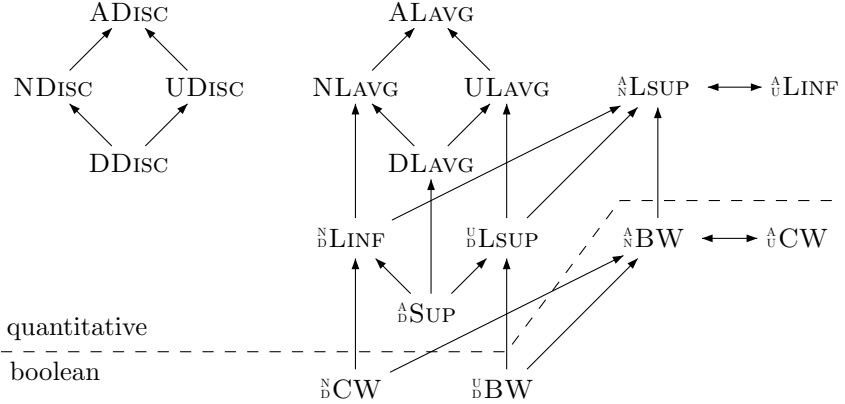 ADISC ALAVG
NDISC UDISC NLAVG ULAVG A N LSUP A U LINF
DDISC DLAVG
N D LINF U D LSUP A N BW A U CW
A D SUP
quantitative
boolean
N D CW U D BW